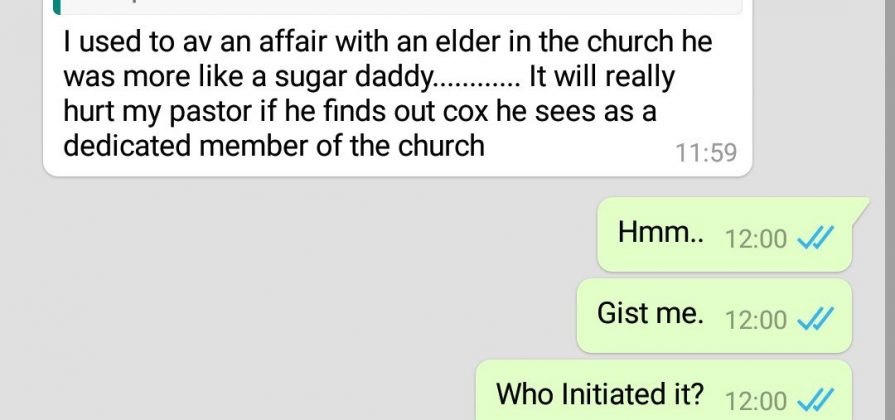 I used to av an affair with an elder in the church he
was more like a sugar daddy............ It will really
hurt my pastor if he finds out cox he sees as a
dedicated member of the church
11:59
Hmm.. 12:00
Gist me. 12:00
Who Initiated it? 12:00